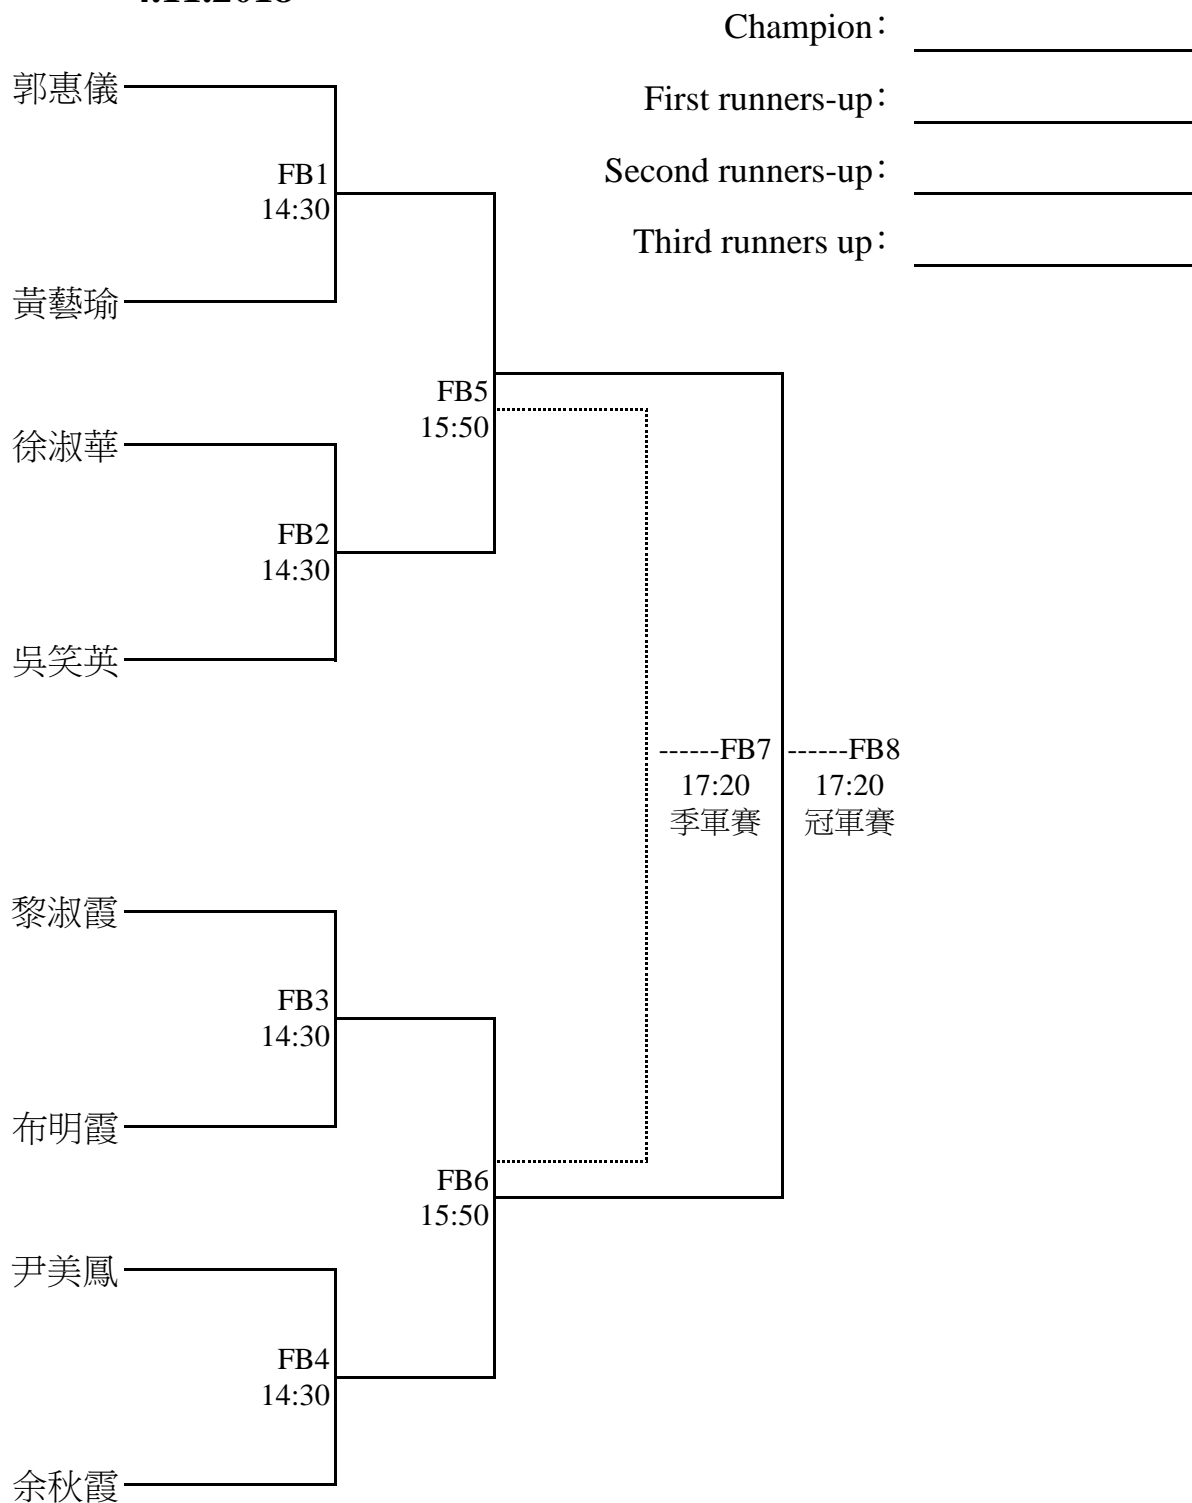 Champion：
First runners-up：
Second runners-up：
Third runners up：
郭惠儀
FB1
14:30
黃藝瑜
FB5
15:50
徐淑華
FB2
14:30
吳笑英
------FB7
17:20
季軍賽
------FB8
17:20
冠軍賽
黎淑霞
FB3
14:30
布明霞
FB6
15:50
尹美鳳
FB4
14:30
余秋霞